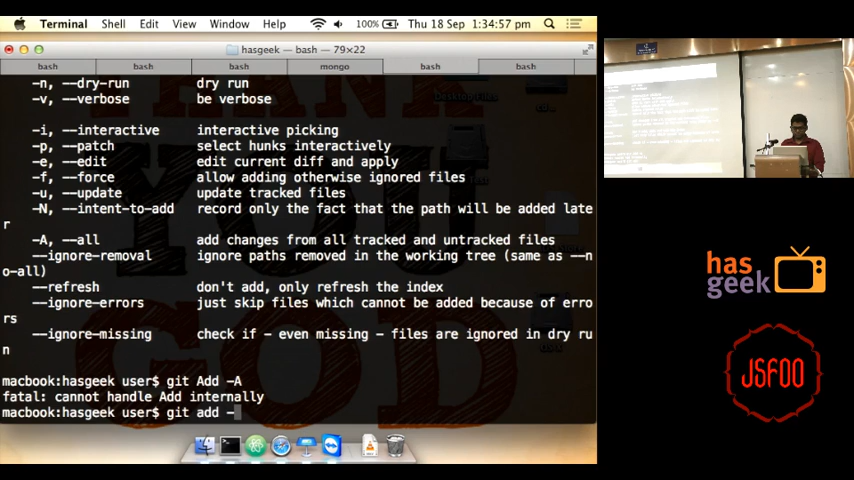 Terminal Shell Edit View Window Help 100% Thu 18 Sep 1:34:57 pm
hasgeek — bash — 79×22
bash bash bash mongo bash bash
-n, --dry-run dry run
-v, --verbose be verbose
-i, --interactive interactive picking
-p, --patch select hunks interactively
-e, --edit edit current diff and apply
-f, --force allow adding otherwise ignored files
-u, --update update tracked files
-N, --intent-to-add record only the fact that the path will be added late
r
-A, --all add changes from all tracked and untracked files
--ignore-removal ignore paths removed in the working tree (same as --n
o-all)
--refresh don't add, only refresh the index
--ignore-errors just skip files which cannot be added because of erro
rs
--ignore-missing check if - even missing - files are ignored in dry ru
n
macbook:hasgeek user$ git Add -A
fatal: cannot handle Add internally
macbook:hasgeek user$ git add -
has
geek
JSFOO